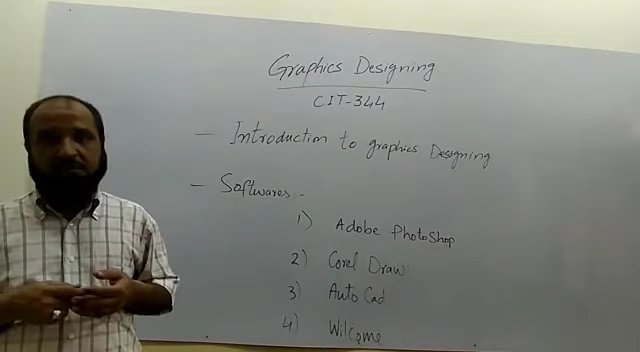 Graphics Designing
CIT-344
- Introduction to graphics Designing
- Softwares:-
1) Adobe PhotoShop
2) Corel Draw
3) Auto Cad
4) Wilcome